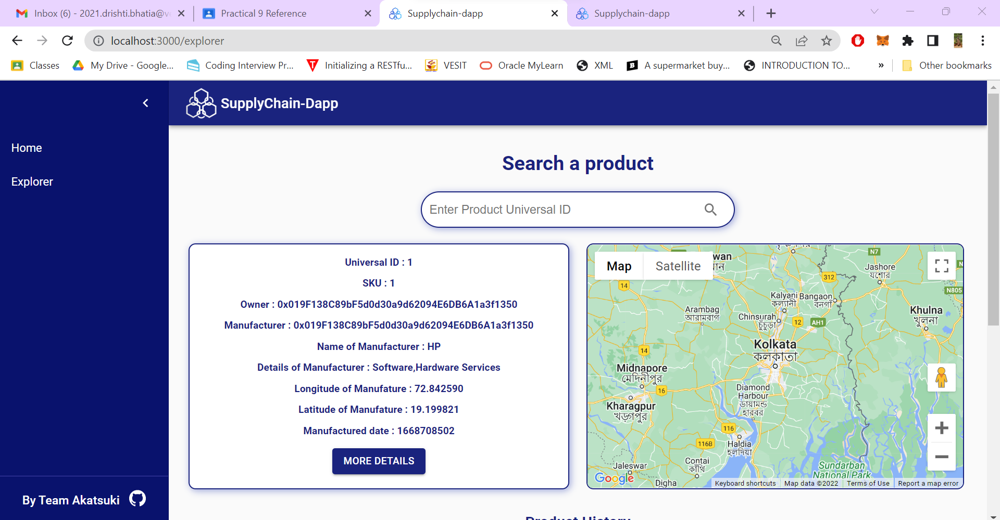 Inbox (6) - 2021.drishti.bhatia@ve
Practical 9 Reference
Supplychain-dapp
Supplychain-dapp
localhost:3000/explorer
Classes
My Drive - Google...
Coding Interview Pr...
Initializing a RESTfu...
VESIT
Oracle MyLearn
XML
A supermarket buy...
INTRODUCTION TO...
»
Other bookmarks
SupplyChain-Dapp
Home
Explorer
Search a product
Enter Product Universal ID
Universal ID : 1
SKU : 1
Owner : 0x019F138C89bF5d0d30a9d62094E6DB6A1a3f1350
Manufacturer : 0x019F138C89bF5d0d30a9d62094E6DB6A1a3f1350
Name of Manufacturer : HP
Details of Manufacturer : Software,Hardware Services
Longitude of Manufature : 72.842590
Latitude of Manufature : 19.199821
Manufactured date : 1668708502
MORE DETAILS
Map
Satellite
wan
N7
Jashore
যশোর
312
14
N805
Kalyani
কল্যানী
Bangaon
বনগাঁ
Arambag
আরামবাগ
Chinsurah
চুঁচুড়া
12
AH1
Khulna
খুলনা
Kolkata
কলকাতা
14
Midnapore
মেদিনীপুর
16
Diamond
Harbour
ডায়মন্ড
হারবর
Kharagpur
খড়্গপুর
116
116B
Haldia
হলদিয়া
Contai
কাঁথি
Jaleswar
Sundarban
National Park
Digha
Google
Keyboard shortcuts
Map data ©2022
Terms of Use
Report a map error
By Team Akatsuki
Product History